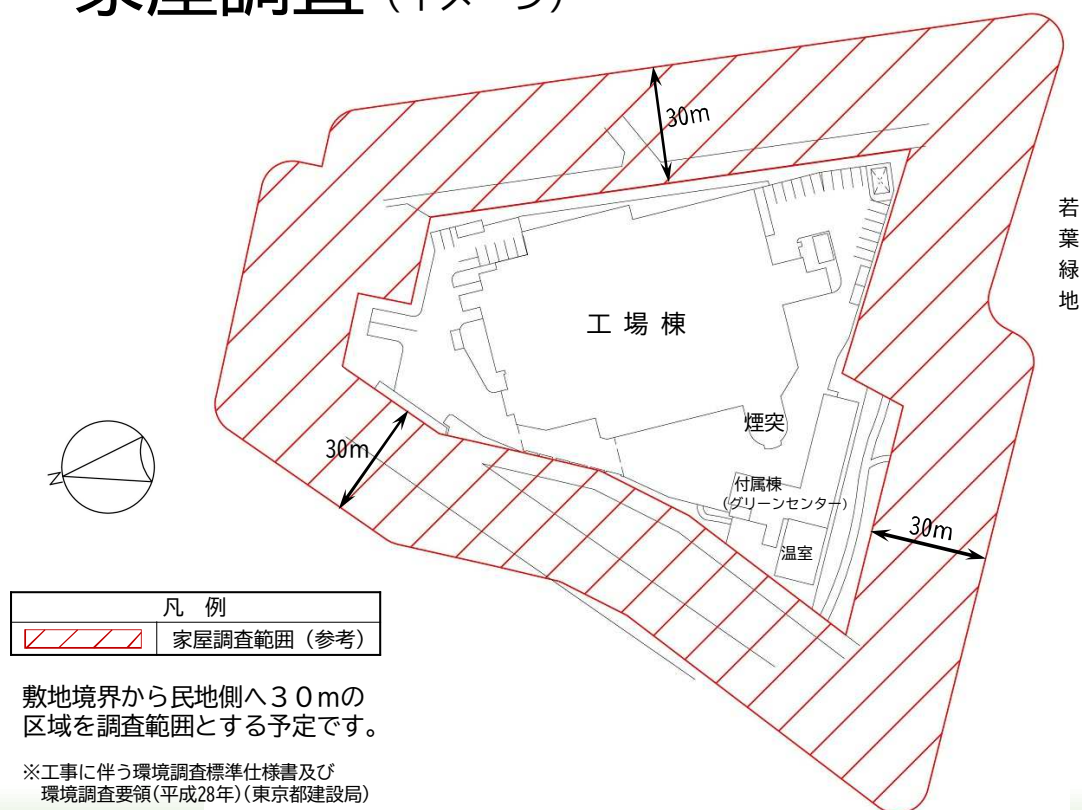 家屋調査(イメージ)
30m
若葉緑地
工場棟
煙突
30m
付属棟
(グリーンセンター)
30m
温室
N
凡 例
家屋調査範囲(参考)
敷地境界から民地側へ30mの
区域を調査範囲とする予定です。
※工事に伴う環境調査標準仕様書及び
環境調査要領(平成28年)(東京都建設局)